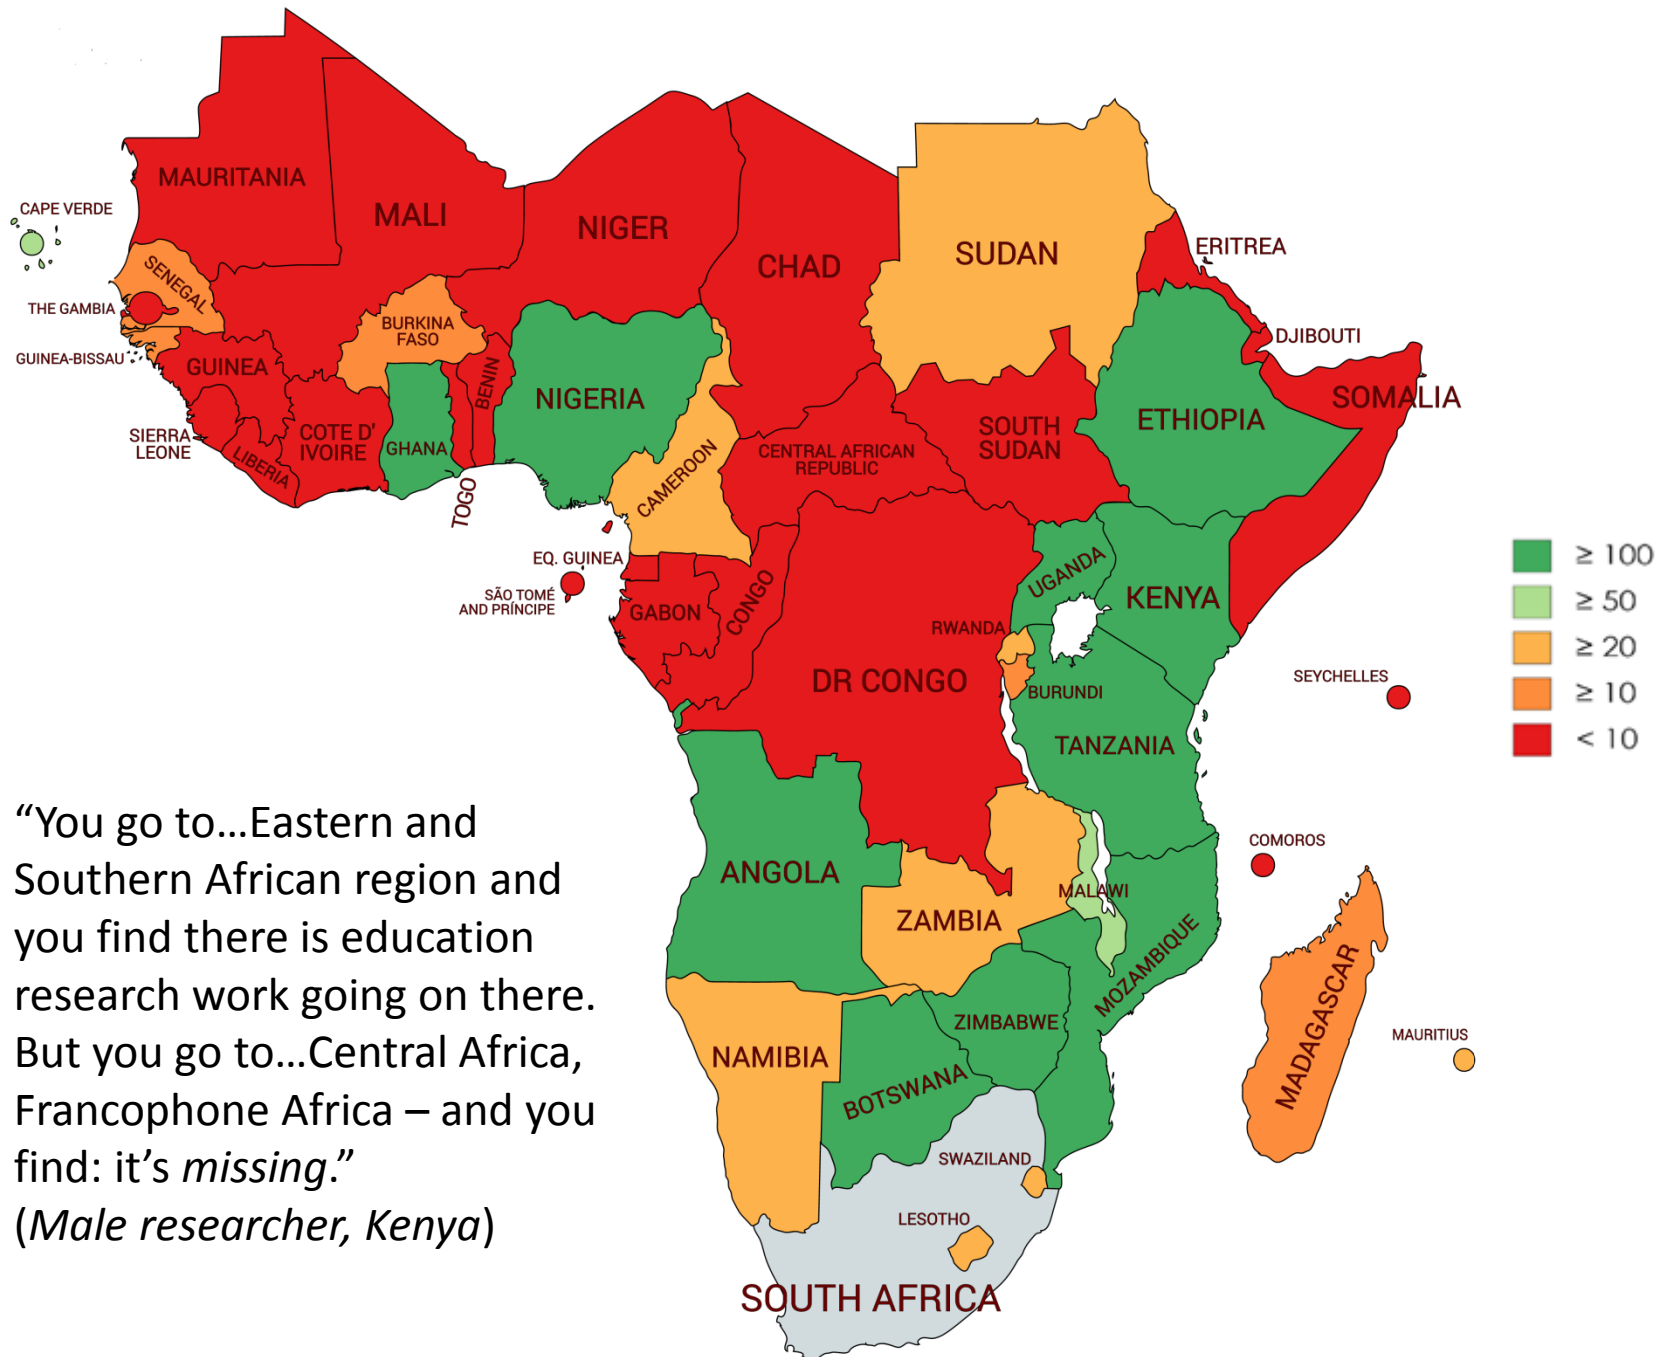 MAURITANIA
MALI
NIGER
CHAD
SUDAN
ERITREA
CAPE VERDE
SENEGAL
THE GAMBIA
GUINEA-BISSAU
GUINEA
BURKINA
FASO
BENIN
NIGERIA
DJIBOUTI
SOMALIA
ETHIOPIA
SIERRA
LEONE
LIBERIA
COTE D'
IVOIRE
GHANA
TOGO
CAMEROON
CENTRAL AFRICAN
REPUBLIC
SOUTH
SUDAN
EQ. GUINEA
SÃO TOMÉ
AND PRÍNCIPE
GABON
CONGO
UGANDA
KENYA
RWANDA
DR CONGO
BURUNDI
TANZANIA
SEYCHELLES
≥ 100
≥ 50
≥ 20
≥ 10
< 10
COMOROS
ANGOLA
ZAMBIA
MALAWI
MOZAMBIQUE
MADAGASCAR
MAURITIUS
ZIMBABWE
NAMIBIA
BOTSWANA
SWAZILAND
LESOTHO
SOUTH AFRICA
“You go to…Eastern and
Southern African region and
you find there is education
research work going on there.
But you go to…Central Africa,
Francophone Africa – and you
find: it’s missing.”
(Male researcher, Kenya)